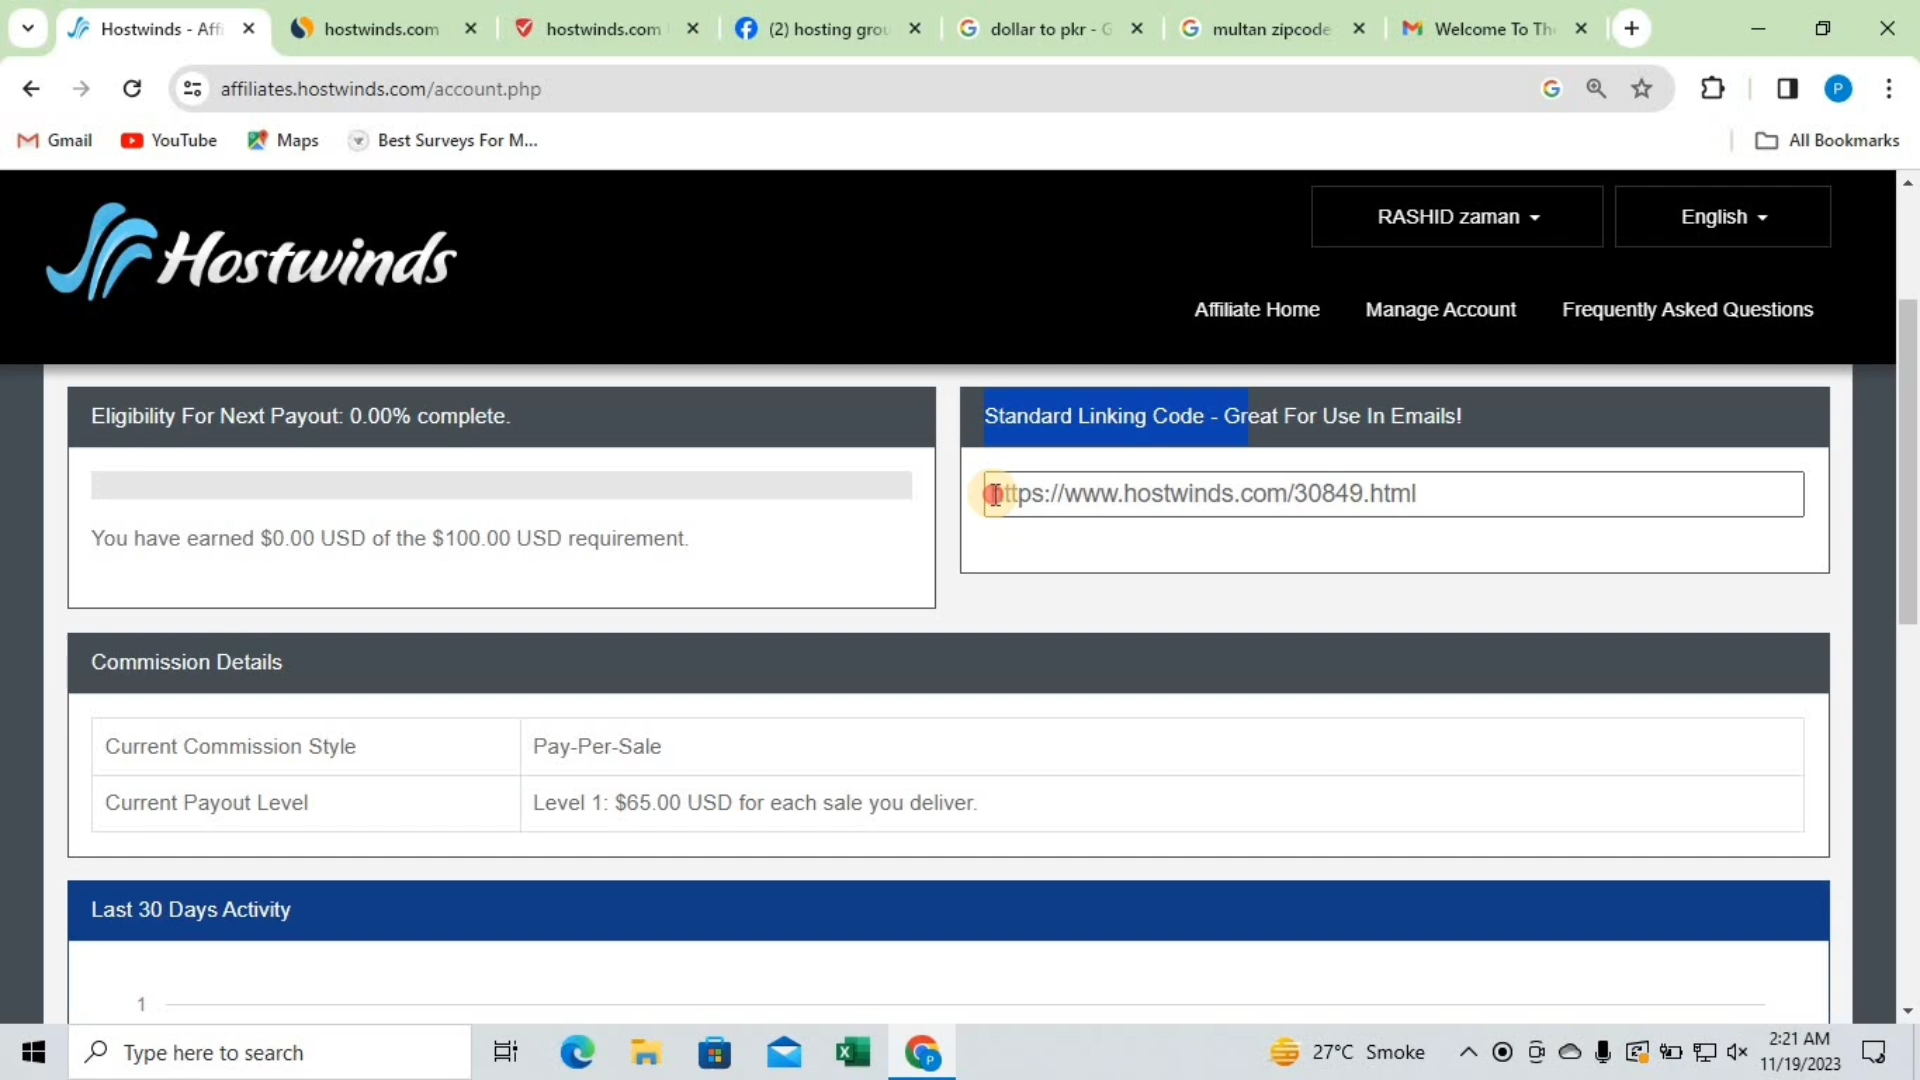 Hostwinds - Aff
hostwinds.com
hostwinds.com
(2) hosting grou
dollar to pkr - G
multan zipcode
Welcome To Th
affiliates.hostwinds.com/account.php
P
Gmail
YouTube
Maps
Best Surveys For M...
All Bookmarks
Hostwinds
RASHID zaman
English
Affiliate Home
Manage Account
Frequently Asked Questions
Eligibility For Next Payout: 0.00% complete.
You have earned $0.00 USD of the $100.00 USD requirement.
Standard Linking Code - Great For Use In Emails!
https://www.hostwinds.com/30849.html
Commission Details
Current Commission Style
Pay-Per-Sale
Current Payout Level
Level 1: $65.00 USD for each sale you deliver.
Last 30 Days Activity
1
Type here to search
27°C Smoke
2:21 AM
11/19/2023